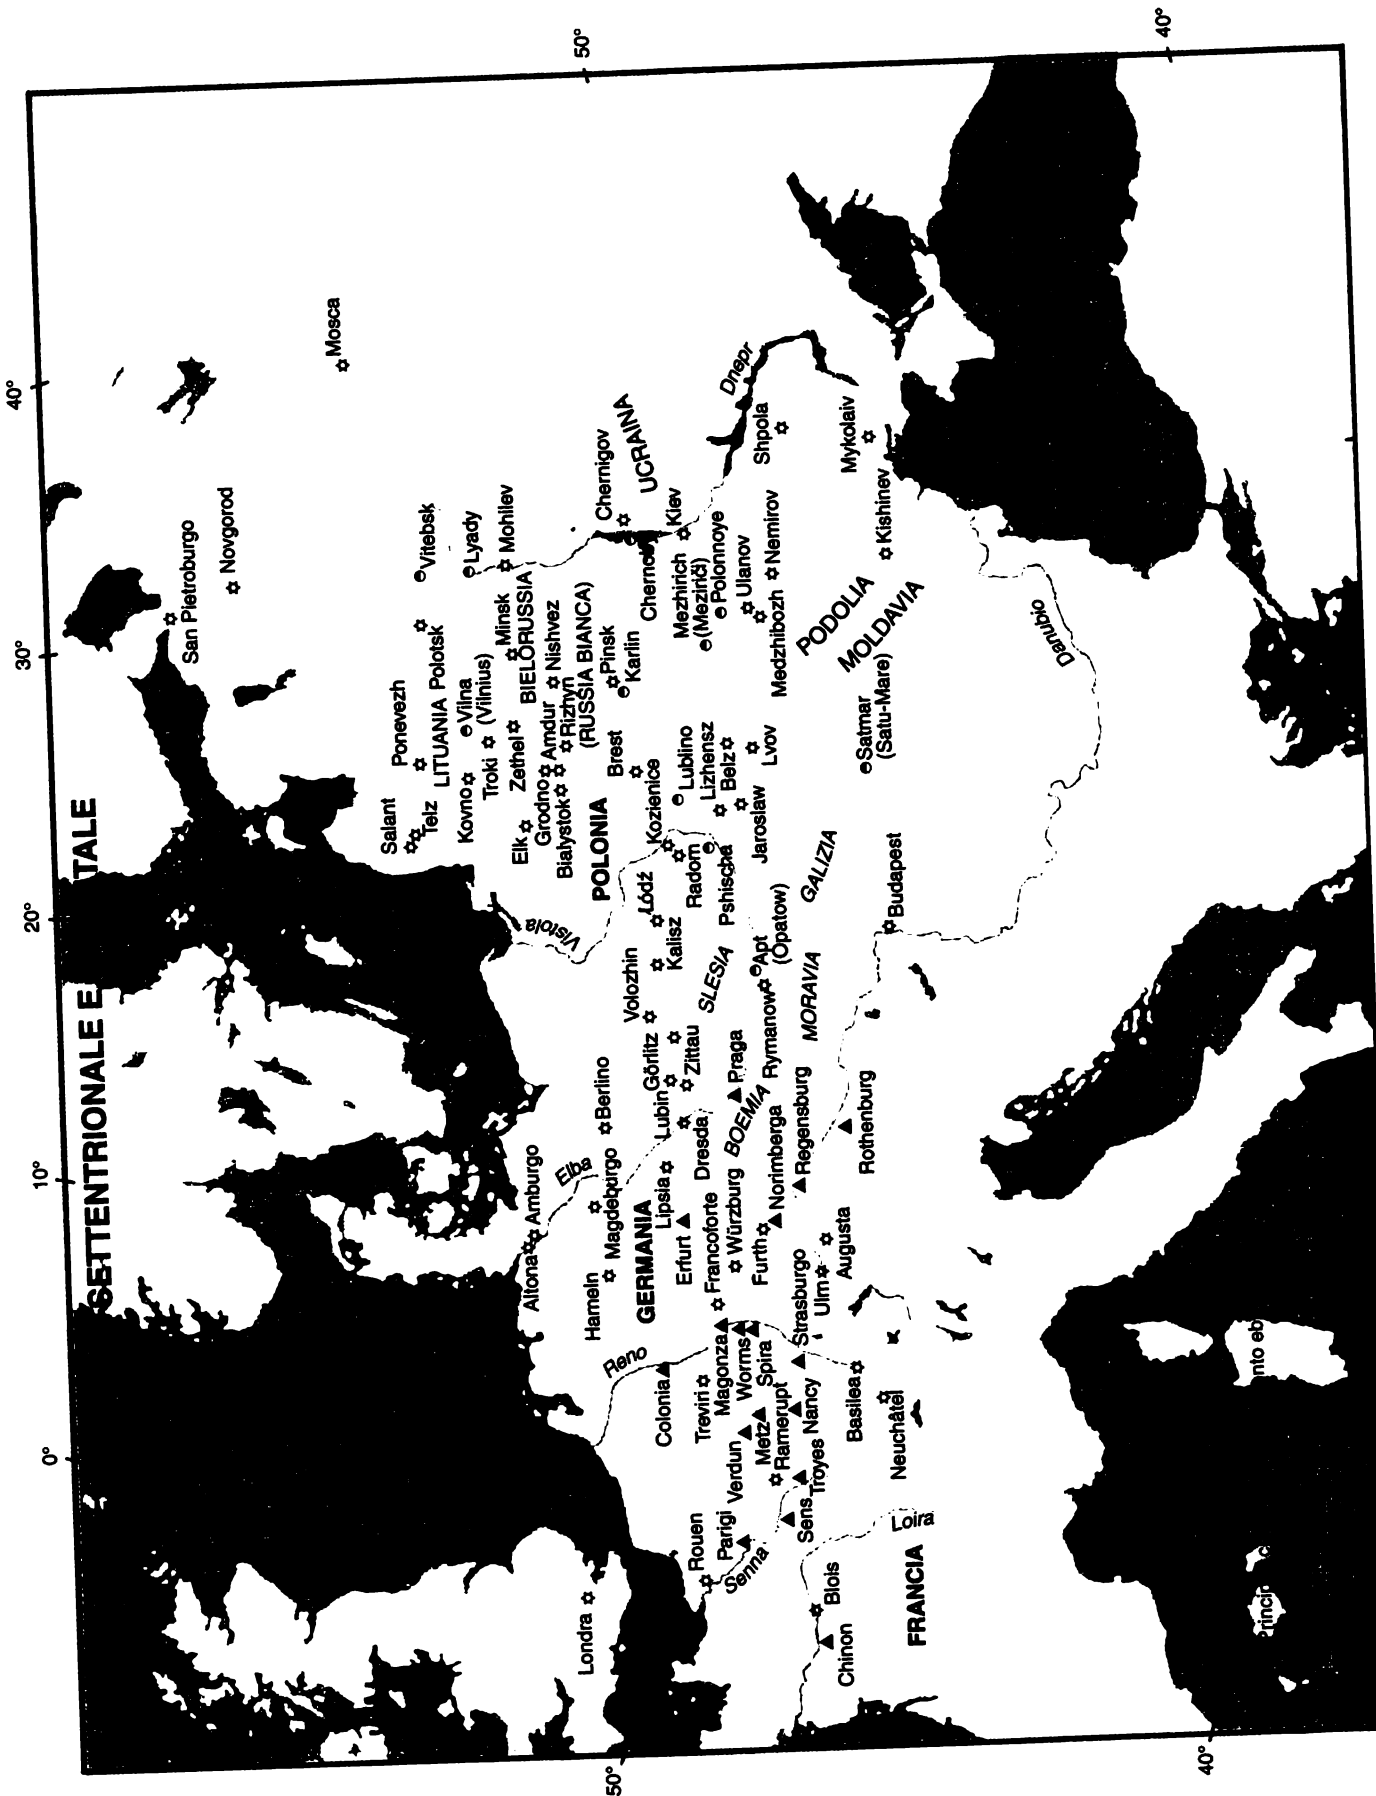 SETTENTRIONALE E
TALE
0°
10°
20°
30°
40°
50°
40°
50°
40°
Mosca
San Pietroburgo
Novgorod
Vitebsk
Lyady
Mohilev
Chernigov
UCRAINA
Kiev
Dnepr
Shpola
Mykolaiv
Kishinev
Nemirov
Polonnoye
Ulanov
Mezhirich
(Meziriči)
Medzhibozh
PODOLIA
MOLDAVIA
Danubio
Satmar
(Satu-Mare)
Ponevezh
LITUANIA
Polotsk
Vilna
(Vilnius)
Troki
Minsk
BIELORUSSIA
Nishvez
(RUSSIA BIANCA)
Pinsk
Karlin
Salant
Telz
Kovno
Zethel
Amdur
Rizhyn
Brest
Elk
Grodno
Bialystok
POLONIA
Kozienice
Lublino
Lizhensz
Belz
Lvov
Jaroslaw
Radom
Pshischa
GALIZIA
Budapest
Vistola
Łódź
Kalisz
Volozhin
SLESIA
Apt
(Opatow)
MORAVIA
Rymanow
Görlitz
Zittau
Lubin
Praga
BOEMIA
Dresda
Berlino
Elba
Amburgo
Altona
Magdeburgo
Hameln
GERMANIA
Lipsia
Erfurt
Francoforte
Würzburg
Norimberga
Furth
Regensburg
Rothenburg
Augusta
Ulm
Strasburgo
Reno
Colonia
Treviri
Magonza
Worms
Spira
Metz
Verdun
Ramerupt
Nancy
Troyes
Basilea
Neuchâtel
Sens
Parigi
Rouen
Senna
Loira
Blois
Chinon
FRANCIA
Londra
nto eb
Princip